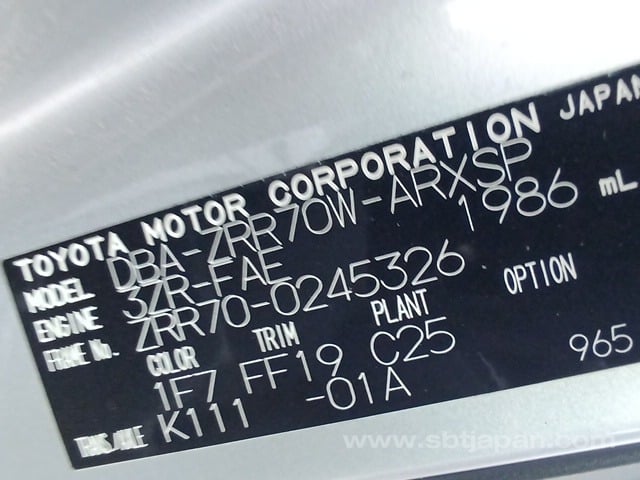 TOYOTA MOTOR CORPORATION JAPAN
MODEL DBA-ZRR70W-ARXSP
ENGINE 3ZR-FAE 1986 mL
FRAME No. ZRR70-0245326
COLOR TRIM PLANT OPTION
1F7 FF19 C25 965
TRANS/AXLE K111 -01A
www.sbtjapan.com